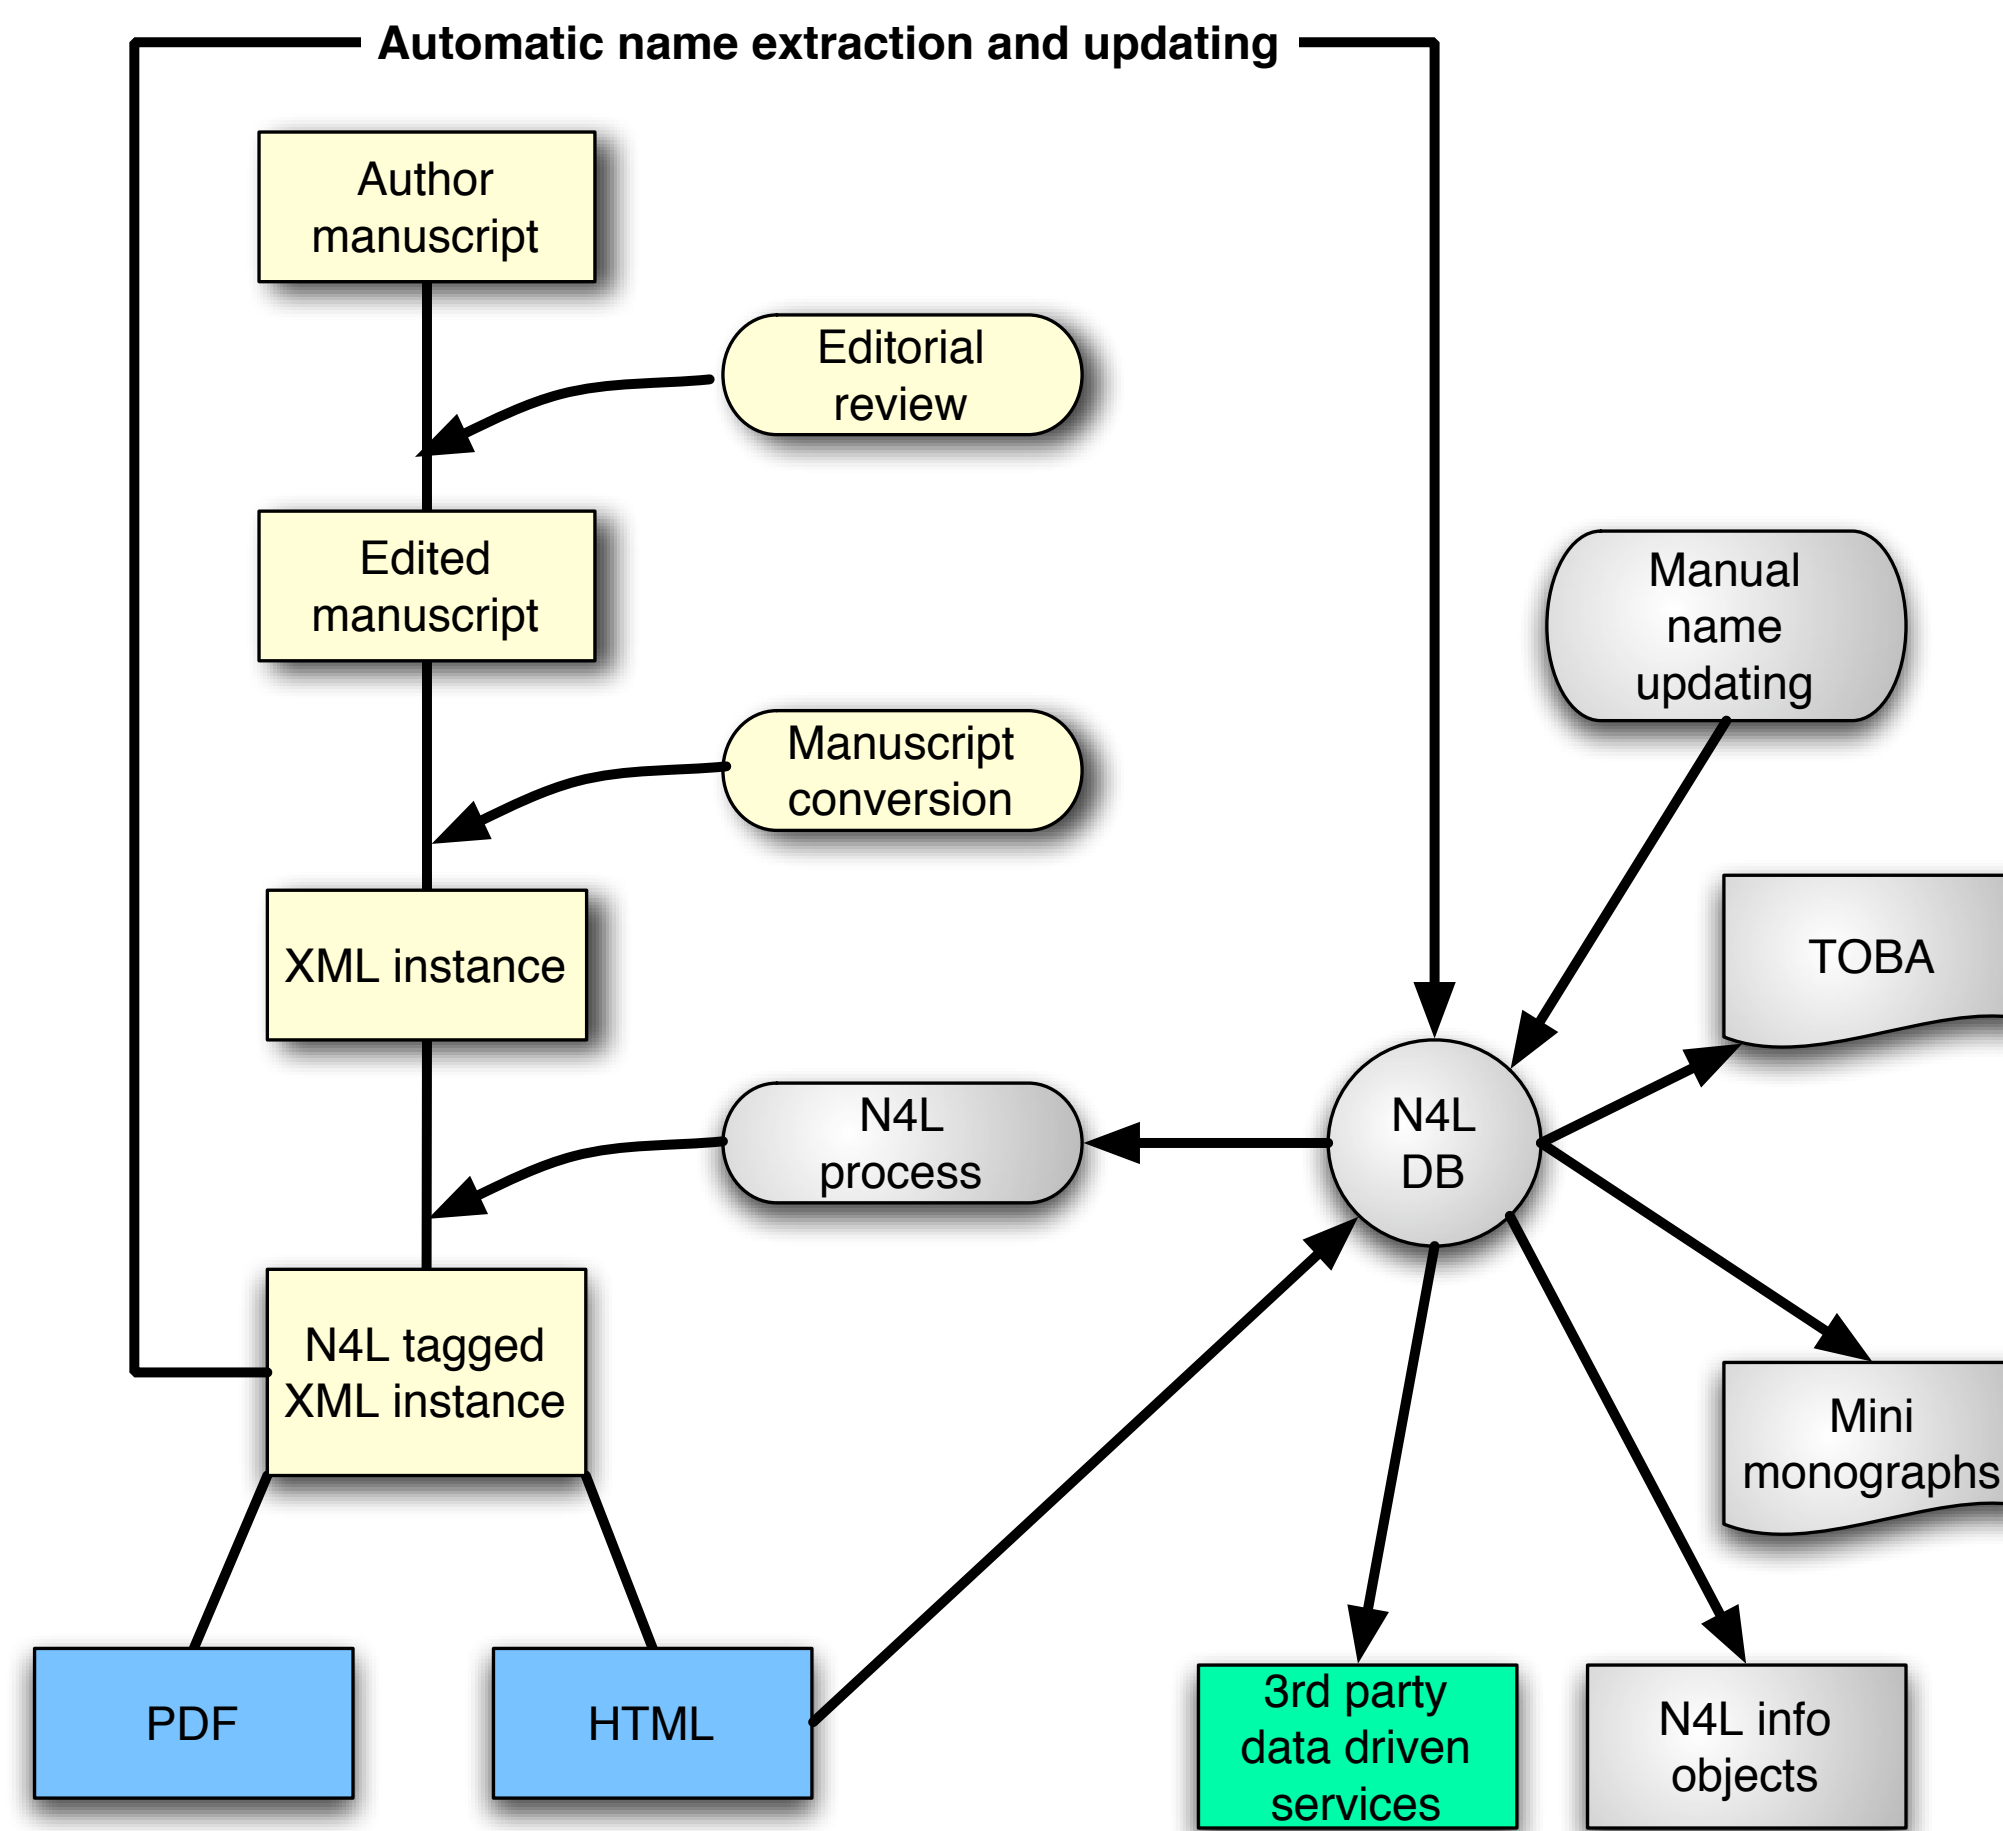 Automatic name extraction and updating
Author
manuscript
Editorial
review
Edited
manuscript
Manual
name
updating
Manuscript
conversion
TOBA
XML instance
N4L
process
N4L
DB
N4L tagged
XML instance
Mini
monographs
PDF
HTML
3rd party
data driven
services
N4L info
objects